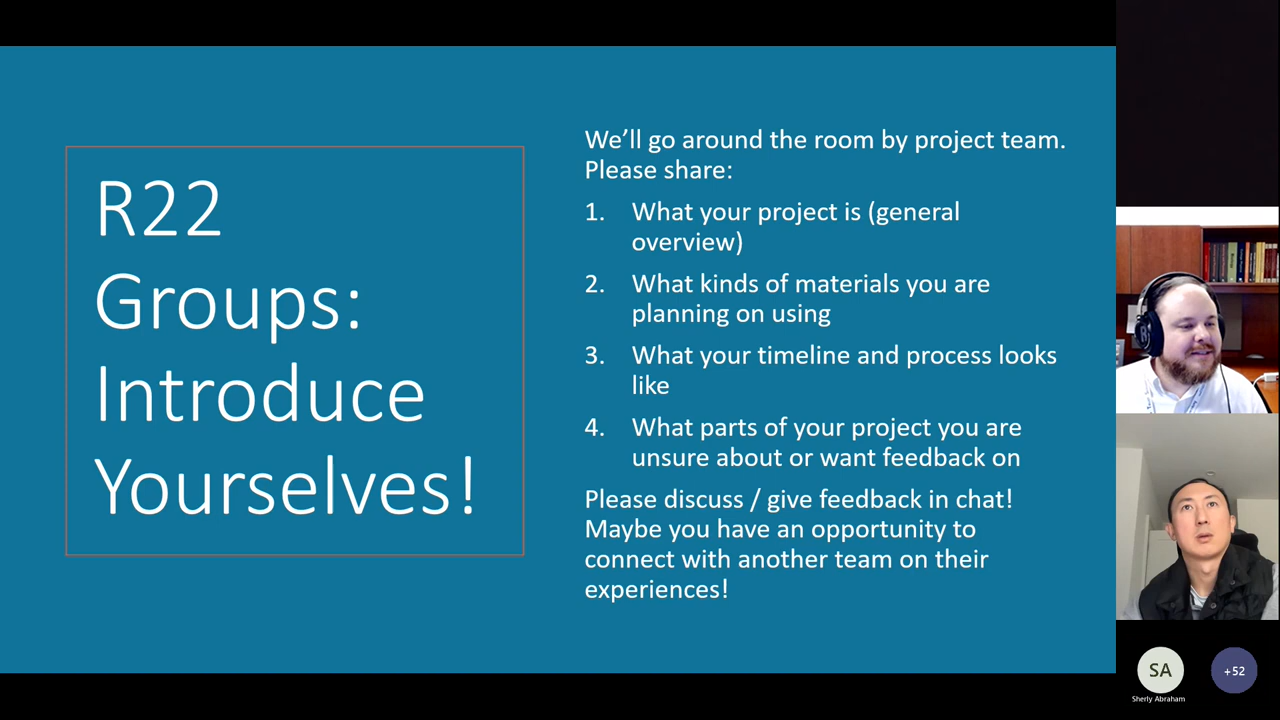 R22
Groups:
Introduce
Yourselves!
We’ll go around the room by project team.
Please share:
1. What your project is (general
overview)
2. What kinds of materials you are
planning on using
3. What your timeline and process looks
like
4. What parts of your project you are
unsure about or want feedback on
Please discuss / give feedback in chat!
Maybe you have an opportunity to
connect with another team on their
experiences!
SA
+52
Sherly Abraham